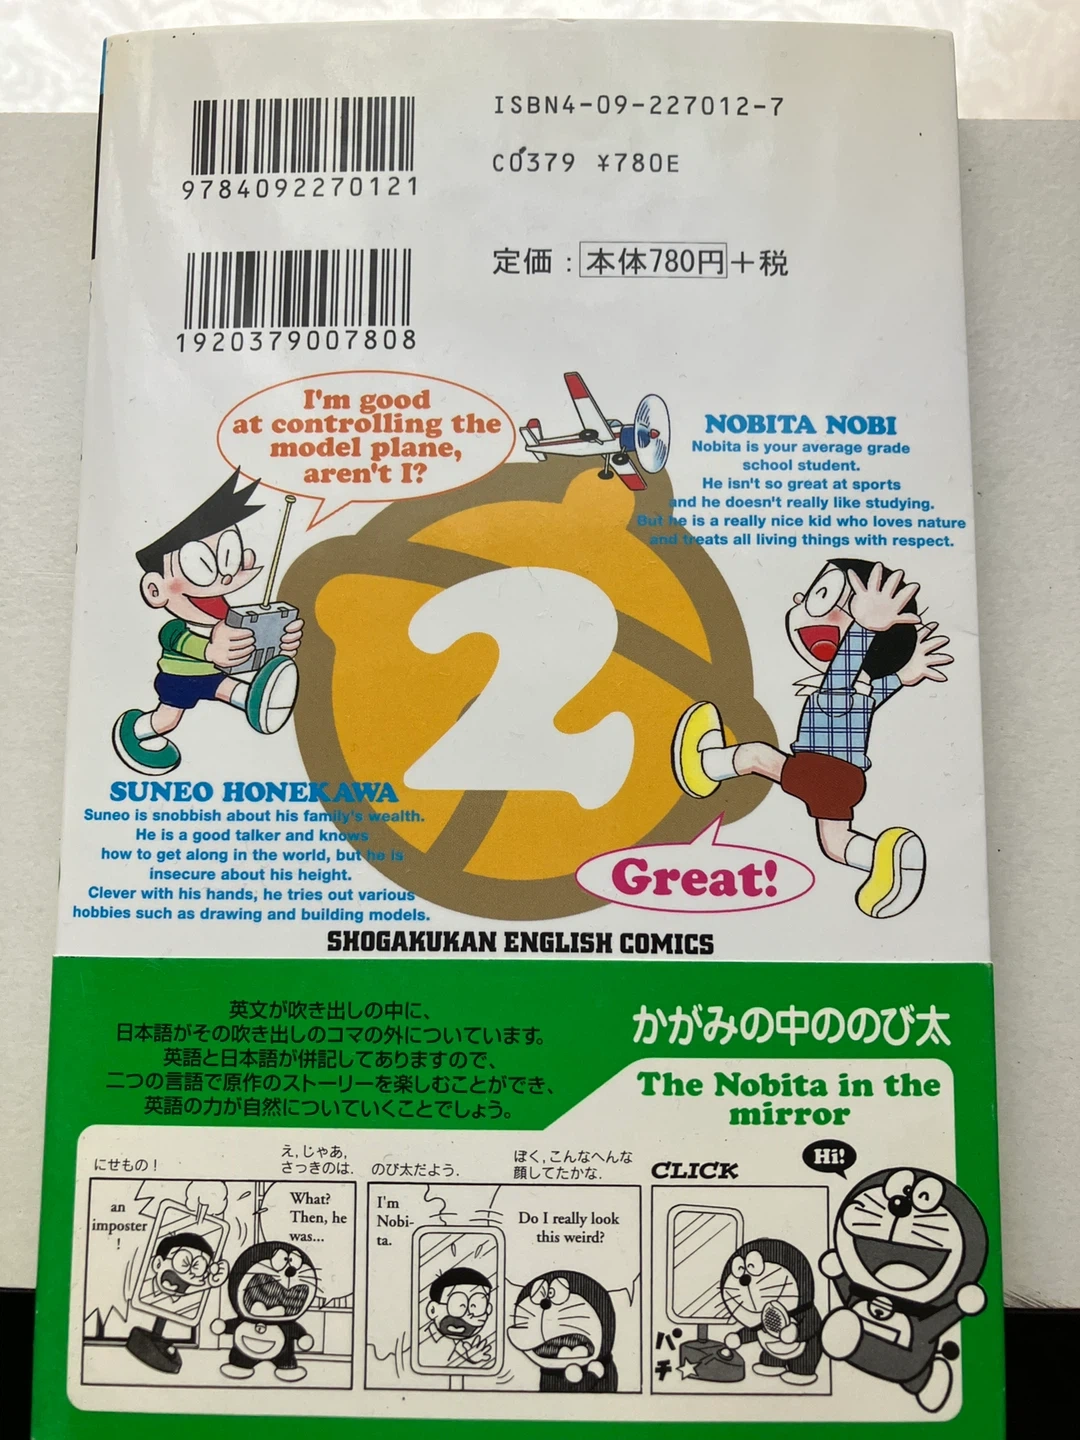 9784092270121
ISBN4-09-227012-7
C0379 ¥780E
1920379007808
定価：本体780円＋税
I'm good
at controlling the
model plane,
aren't I?
NOBITA NOBI
Nobita is your average grade
school student.
He isn't so great at sports
and he doesn't really like studying.
But he is a really nice kid who loves nature
and treats all living things with respect.
2
SUNEO HONEKAWA
Suneo is snobbish about his family's wealth.
He is a good talker and knows
how to get along in the world, but he is
insecure about his height.
Clever with his hands, he tries out various
hobbies such as drawing and building models.
Great!
SHOGAKUKAN ENGLISH COMICS
英文が吹き出しの中に、
日本語がその吹き出しのコマの外についています。
英語と日本語が併記してありますので、
二つの言語で原作のストーリーを楽しむことができ、
英語の力が自然についていくことでしょう。
かがみの中ののび太
The Nobita in the
mirror
にせもの！
え，じゃあ，
さっきのは．
an
imposter
!
What?
Then, he
was...
のび太だよう．
ぼく，こんなへんな
顔してたかな．
I'm
Nobi-
ta.
Do I really look
this weird?
CLICK
パチ
Hi!